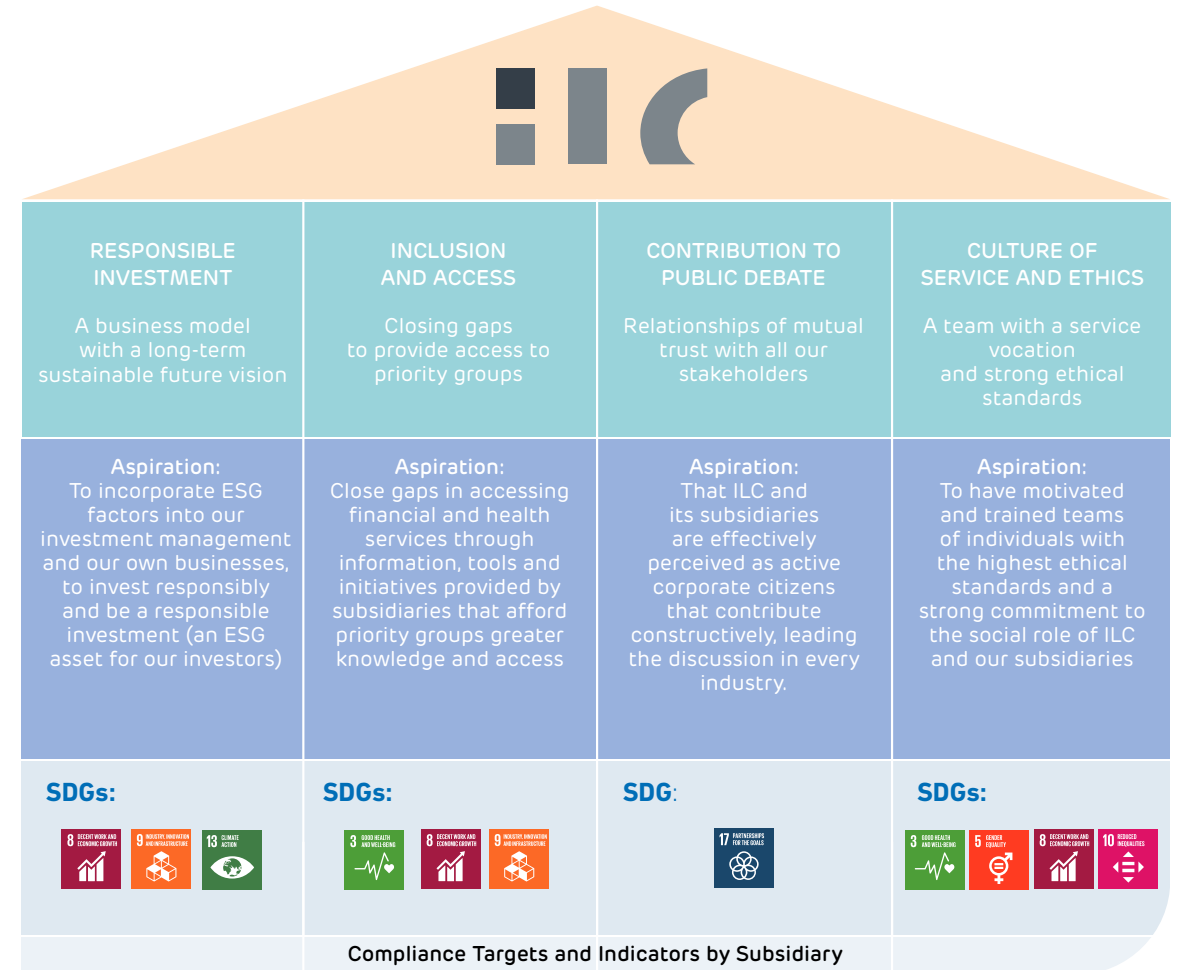 ilc
RESPONSIBLE
INVESTMENT
A business model
with a long-term
sustainable future vision
INCLUSION
AND ACCESS
Closing gaps
to provide access to
priority groups
CONTRIBUTION TO
PUBLIC DEBATE
Relationships of mutual
trust with all our
stakeholders
CULTURE OF
SERVICE AND ETHICS
A team with a service
vocation
and strong ethical
standards
Aspiration:
To incorporate ESG
factors into our
investment management
and our own businesses,
to invest responsibly
and be a responsible
investment (an ESG
asset for our investors)
Aspiration:
Close gaps in accessing
financial and health
services through
information, tools and
initiatives provided by
subsidiaries that afford
priority groups greater
knowledge and access
Aspiration:
That ILC and
its subsidiaries
are effectively
perceived as active
corporate citizens
that contribute
constructively, leading
the discussion in every
industry.
Aspiration:
To have motivated
and trained teams
of individuals with
the highest ethical
standards and a
strong commitment to
the social role of ILC
and our subsidiaries
SDGs:
8 DECENT WORK AND
ECONOMIC GROWTH
9 INDUSTRY, INNOVATION
AND INFRASTRUCTURE
13 CLIMATE
ACTION
SDGs:
3 GOOD HEALTH
AND WELL-BEING
8 DECENT WORK AND
ECONOMIC GROWTH
9 INDUSTRY, INNOVATION
AND INFRASTRUCTURE
SDG:
17 PARTNERSHIPS
FOR THE GOALS
SDGs:
3 GOOD HEALTH
AND WELL-BEING
5 GENDER
EQUALITY
8 DECENT WORK AND
ECONOMIC GROWTH
10 REDUCED
INEQUALITIES
Compliance Targets and Indicators by Subsidiary